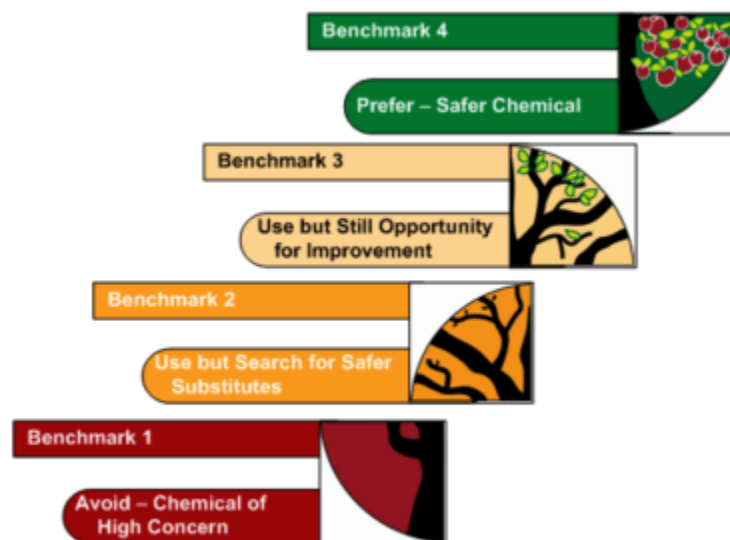 Benchmark 4
Prefer – Safer Chemical
Benchmark 3
Use but Still Opportunity
for Improvement
Benchmark 2
Use but Search for Safer
Substitutes
Benchmark 1
Avoid – Chemical of
High Concern